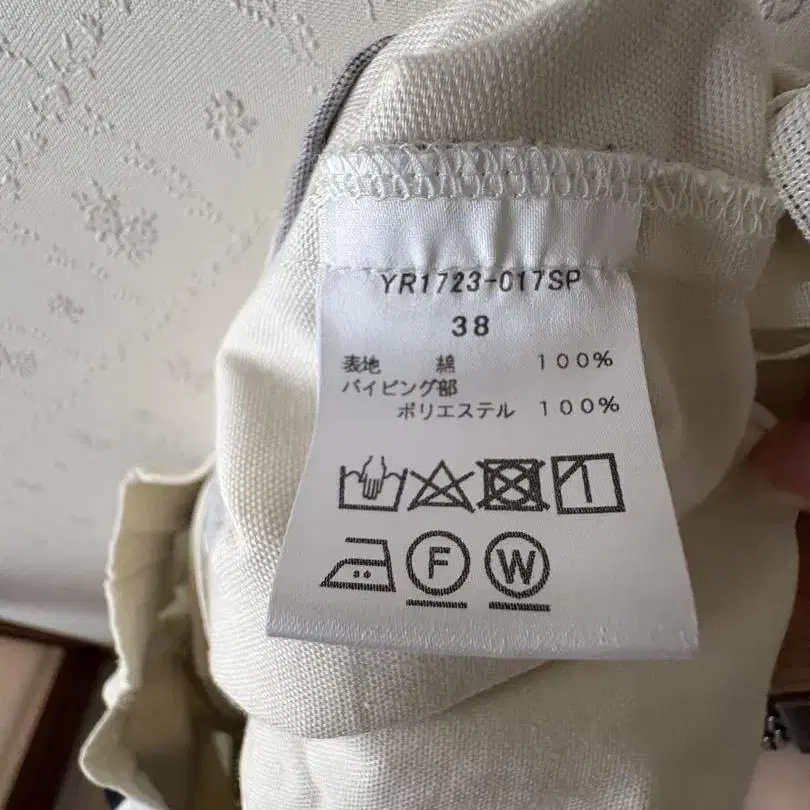 YR1723-017SP
38
表地 綿 100%
パイピング部
ポリエステル 100%
F W